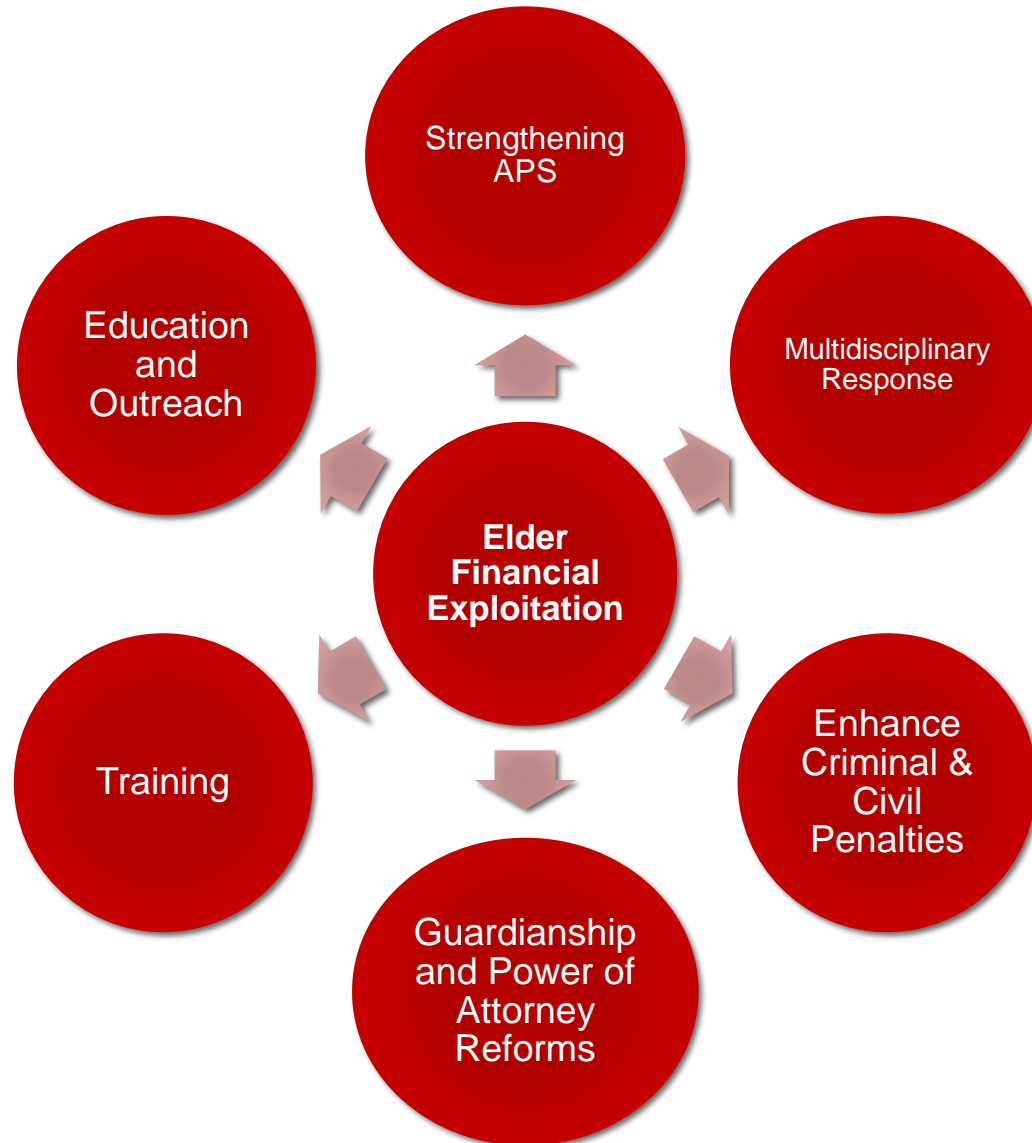 Strengthening
APS
Education
and
Outreach
Multidisciplinary
Response
Elder
Financial
Exploitation
Training
Enhance
Criminal &
Civil
Penalties
Guardianship
and Power of
Attorney
Reforms